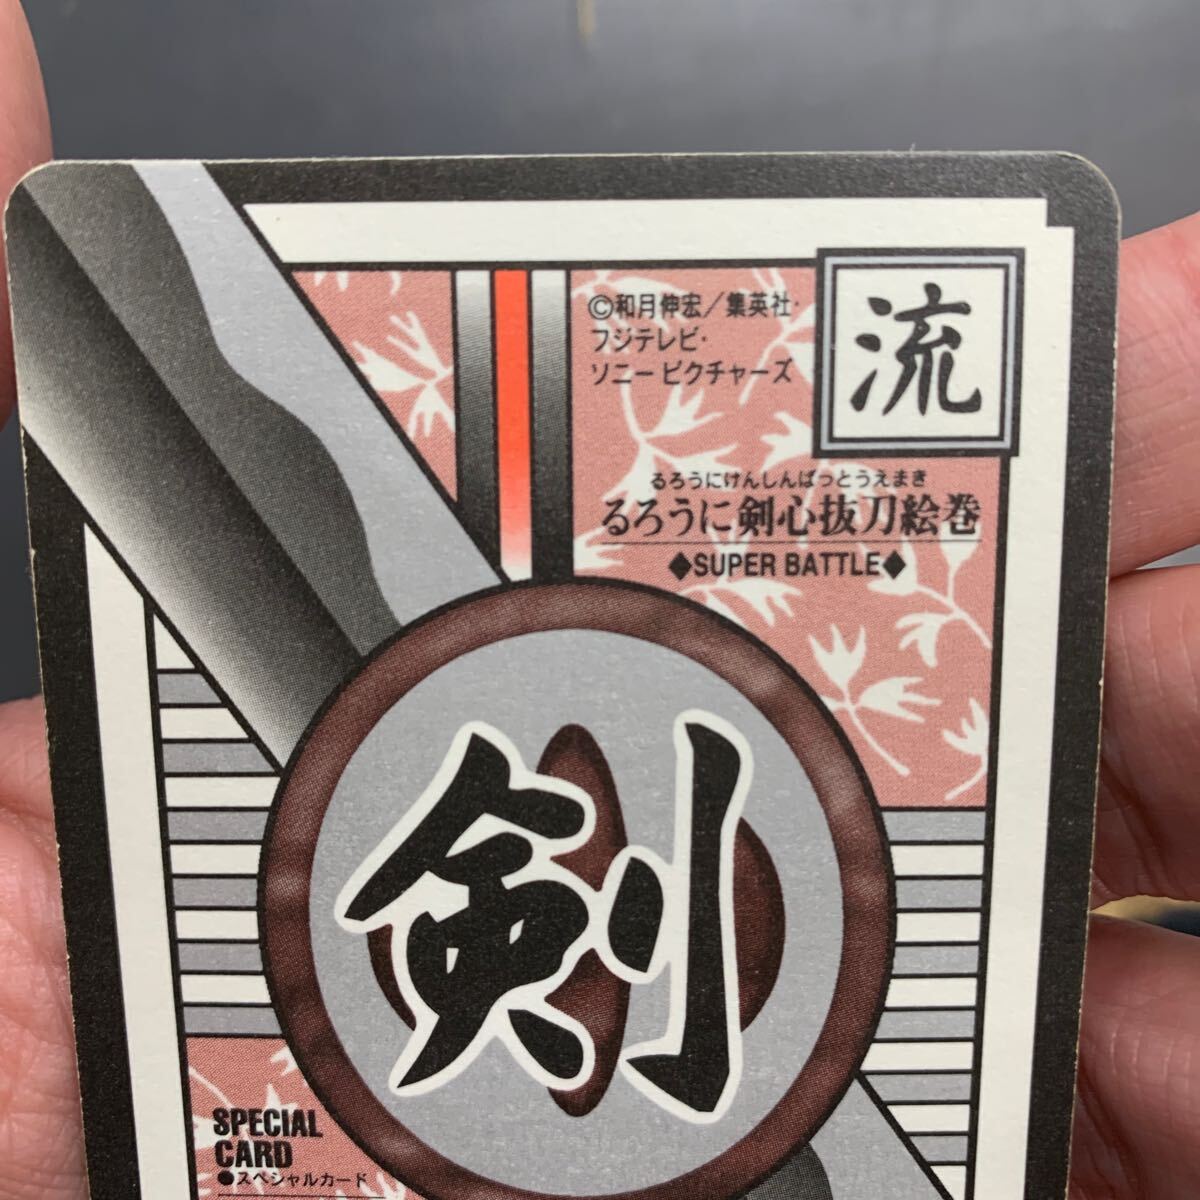 ©和月伸宏／集英社・
フジテレビ・
ソニーピクチャーズ
流
るろうにけんしんばっとうえまき
るろうに剣心抜刀絵巻
◆SUPER BATTLE◆
剣
SPECIAL
CARD
●スペシャルカード